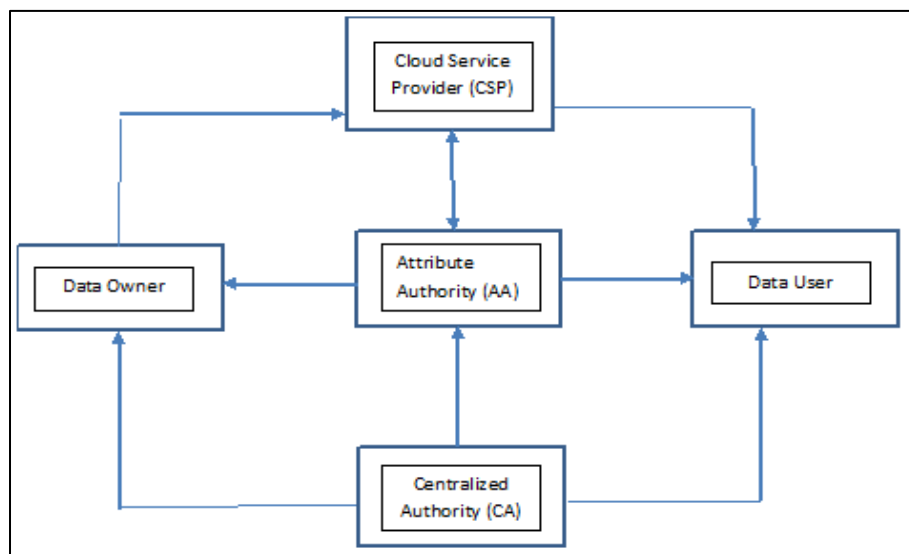 Cloud Service
Provider (CSP)
Data Owner
Attribute
Authority (AA)
Data User
Centralized
Authority (CA)